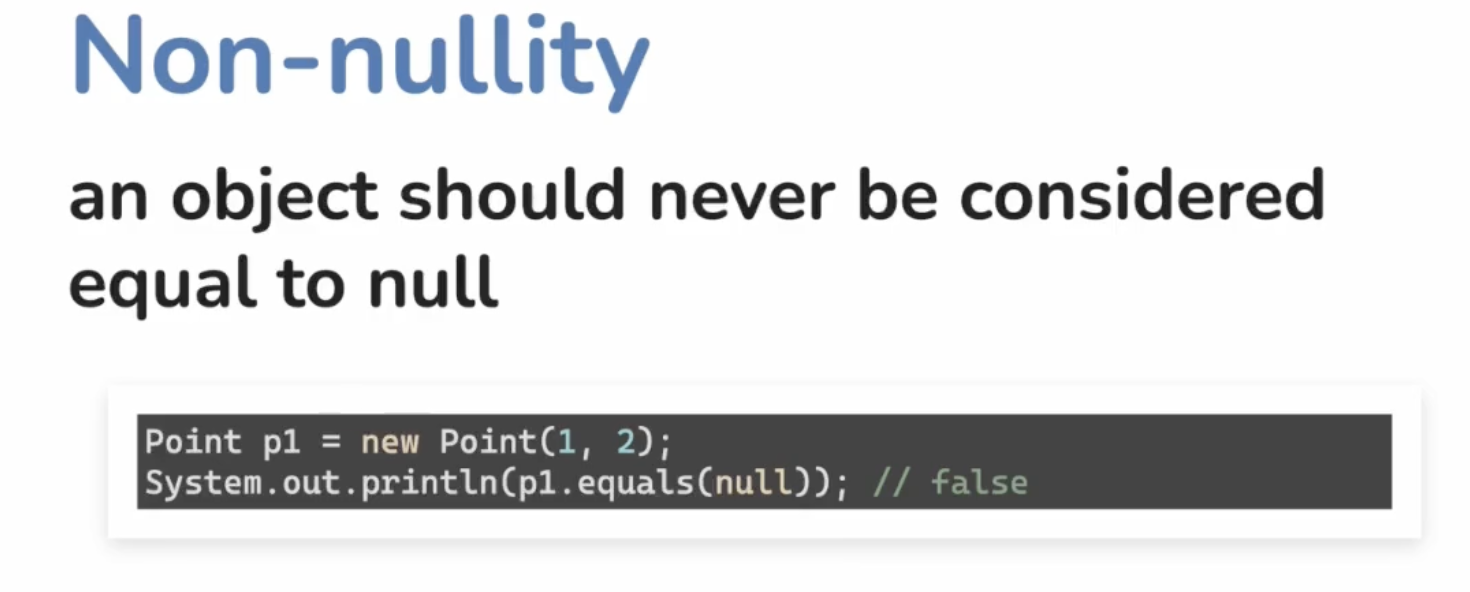 Non-nullity
an object should never be considered
equal to null
Point p1 = new Point(1, 2);
System.out.println(p1.equals(null)); // false